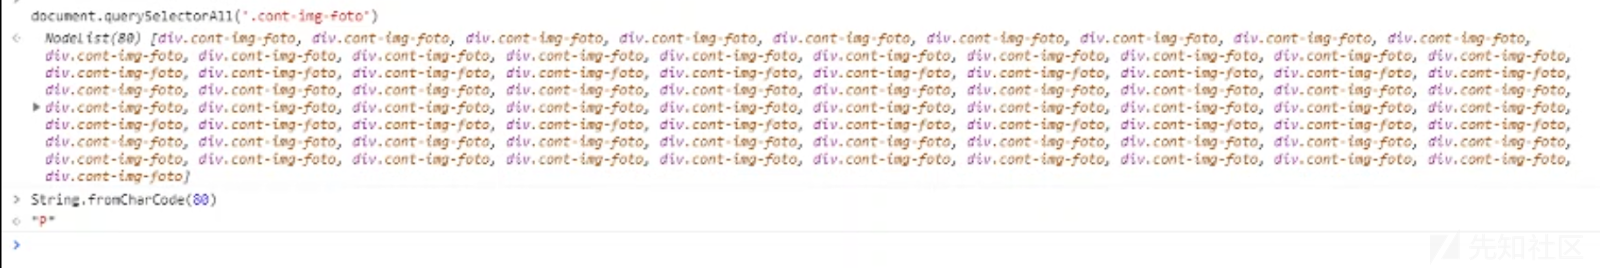 document.querySelectorAll(".cont-img-foto")
NodeList(80) [div.cont-img-foto, div.cont-img-foto, div.cont-img-foto, div.cont-img-foto, div.cont-img-foto, div.cont-img-foto, div.cont-img-foto, div.cont-img-foto, div.cont-img-foto,
div.cont-img-foto, div.cont-img-foto, div.cont-img-foto, div.cont-img-foto, div.cont-img-foto, div.cont-img-foto, div.cont-img-foto, div.cont-img-foto, div.cont-img-foto, div.cont-img-foto,
div.cont-img-foto, div.cont-img-foto, div.cont-img-foto, div.cont-img-foto, div.cont-img-foto, div.cont-img-foto, div.cont-img-foto, div.cont-img-foto, div.cont-img-foto, div.cont-img-foto,
div.cont-img-foto, div.cont-img-foto, div.cont-img-foto, div.cont-img-foto, div.cont-img-foto, div.cont-img-foto, div.cont-img-foto, div.cont-img-foto, div.cont-img-foto, div.cont-img-foto,
div.cont-img-foto, div.cont-img-foto, div.cont-img-foto, div.cont-img-foto, div.cont-img-foto, div.cont-img-foto, div.cont-img-foto, div.cont-img-foto, div.cont-img-foto, div.cont-img-foto,
div.cont-img-foto, div.cont-img-foto, div.cont-img-foto, div.cont-img-foto, div.cont-img-foto, div.cont-img-foto, div.cont-img-foto, div.cont-img-foto, div.cont-img-foto, div.cont-img-foto,
div.cont-img-foto, div.cont-img-foto, div.cont-img-foto, div.cont-img-foto, div.cont-img-foto, div.cont-img-foto, div.cont-img-foto, div.cont-img-foto, div.cont-img-foto, div.cont-img-foto,
div.cont-img-foto, div.cont-img-foto, div.cont-img-foto, div.cont-img-foto, div.cont-img-foto, div.cont-img-foto, div.cont-img-foto, div.cont-img-foto, div.cont-img-foto, div.cont-img-foto,
div.cont-img-foto]
String.fromCharCode(80)
"P"
先知社区